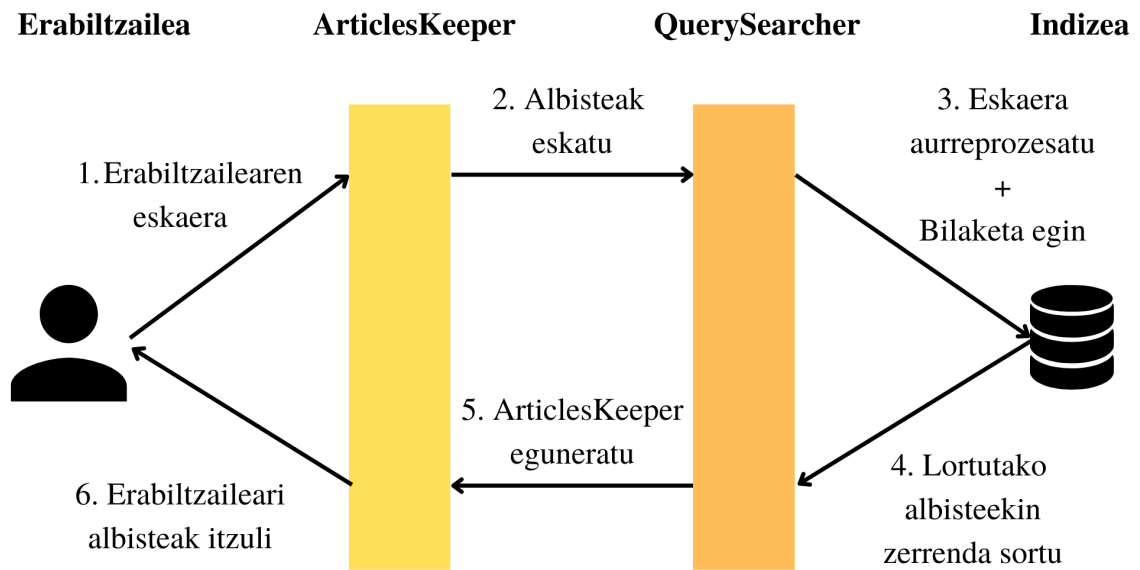 Erabiltzailea
ArticlesKeeper
QuerySearcher
Indizea
1. Erabiltzailearen
eskaera
2. Albisteak
eskatu
3. Eskaera
aurreprozesatu
+
Bilaketa egin
4. Lortutako
albisteekin
zerrenda sortu
5. ArticlesKeeper
eguneratu
6. Erabiltzaileari
albisteak itzuli